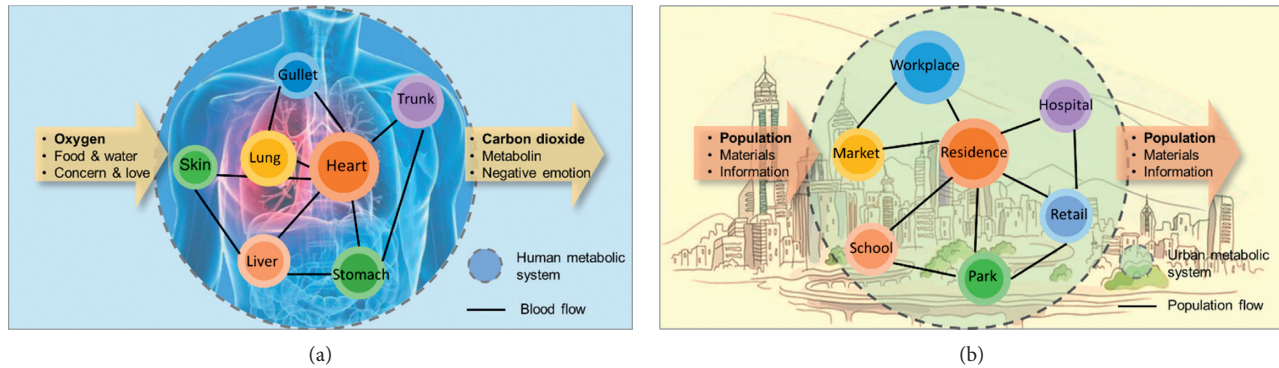 Gullet
Trunk
Oxygen
• Food & water
• Concern & love
Skin
Lung
Heart
Carbon dioxide
• Metabolin
• Negative emotion
Liver
Stomach
Human metabolic
system
Blood flow
(a)
Workplace
Hospital
Population
• Materials
• Information
Market
Residence
Population
• Materials
• Information
Retail
School
Park
Urban metabolic
system
Population flow
(b)